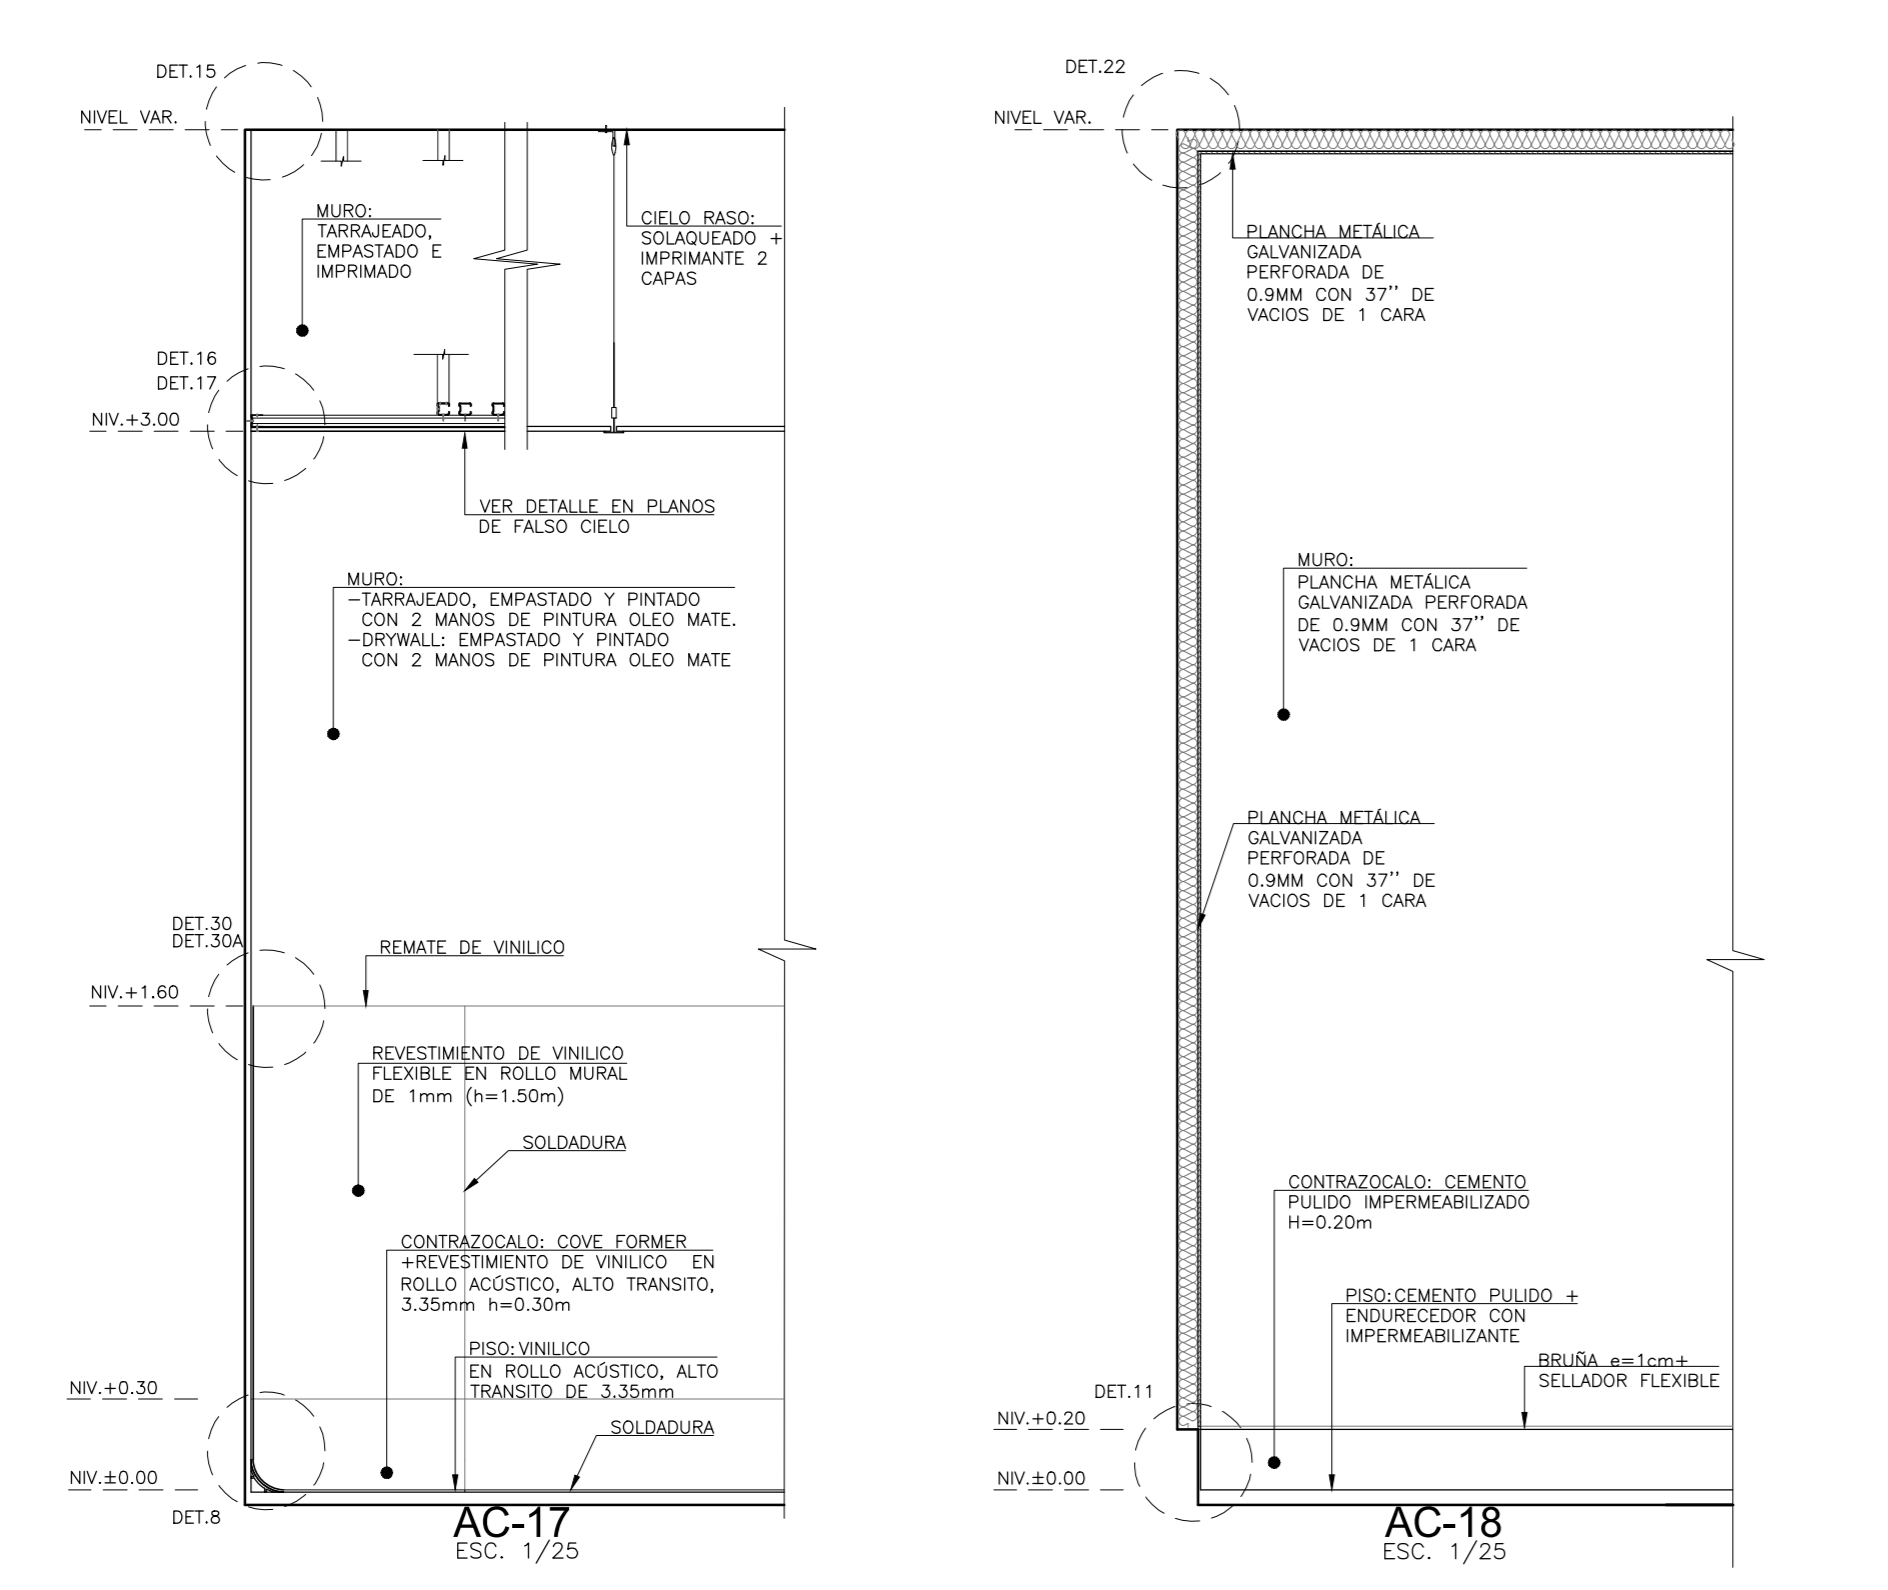 DET.15
NIVEL VAR.
MURO:
TARRAJEADO,
EMPASTADO E
IMPRIMADO
CIELO RASO:
SOLAQUEADO +
IMPRIMANTE 2
CAPAS
DET.16
DET.17
NIV.+3.00
VER DETALLE EN PLANOS
DE FALSO CIELO
MURO:
-TARRAJEADO, EMPASTADO Y PINTADO
CON 2 MANOS DE PINTURA OLEO MATE.
-DRYWALL: EMPASTADO Y PINTADO
CON 2 MANOS DE PINTURA OLEO MATE
DET.30
DET.30A
REMATE DE VINILICO
NIV.+1.60
REVESTIMIENTO DE VINILICO
FLEXIBLE EN ROLLO MURAL
DE 1mm (h=1.50m)
SOLDADURA
CONTRAZOCALO: COVE FORMER
+REVESTIMIENTO DE VINILICO EN
ROLLO ACÚSTICO, ALTO TRANSITO,
3.35mm h=0.30m
PISO: VINILICO
EN ROLLO ACÚSTICO, ALTO
TRANSITO DE 3.35mm
NIV.+0.30
SOLDADURA
NIV.±0.00
DET.8
AC-17
ESC. 1/25
DET.22
NIVEL VAR.
PLANCHA METÁLICA
GALVANIZADA
PERFORADA DE
0.9MM CON 37'' DE
VACIOS DE 1 CARA
MURO:
PLANCHA METÁLICA
GALVANIZADA PERFORADA
DE 0.9MM CON 37'' DE
VACIOS DE 1 CARA
PLANCHA METÁLICA
GALVANIZADA
PERFORADA DE
0.9MM CON 37'' DE
VACIOS DE 1 CARA
CONTRAZOCALO: CEMENTO
PULIDO IMPERMEABILIZADO
H=0.20m
PISO: CEMENTO PULIDO +
ENDURECEDOR CON
IMPERMEABILIZANTE
BRUÑA e=1cm+
SELLADOR FLEXIBLE
DET.11
NIV.+0.20
NIV.±0.00
AC-18
ESC. 1/25